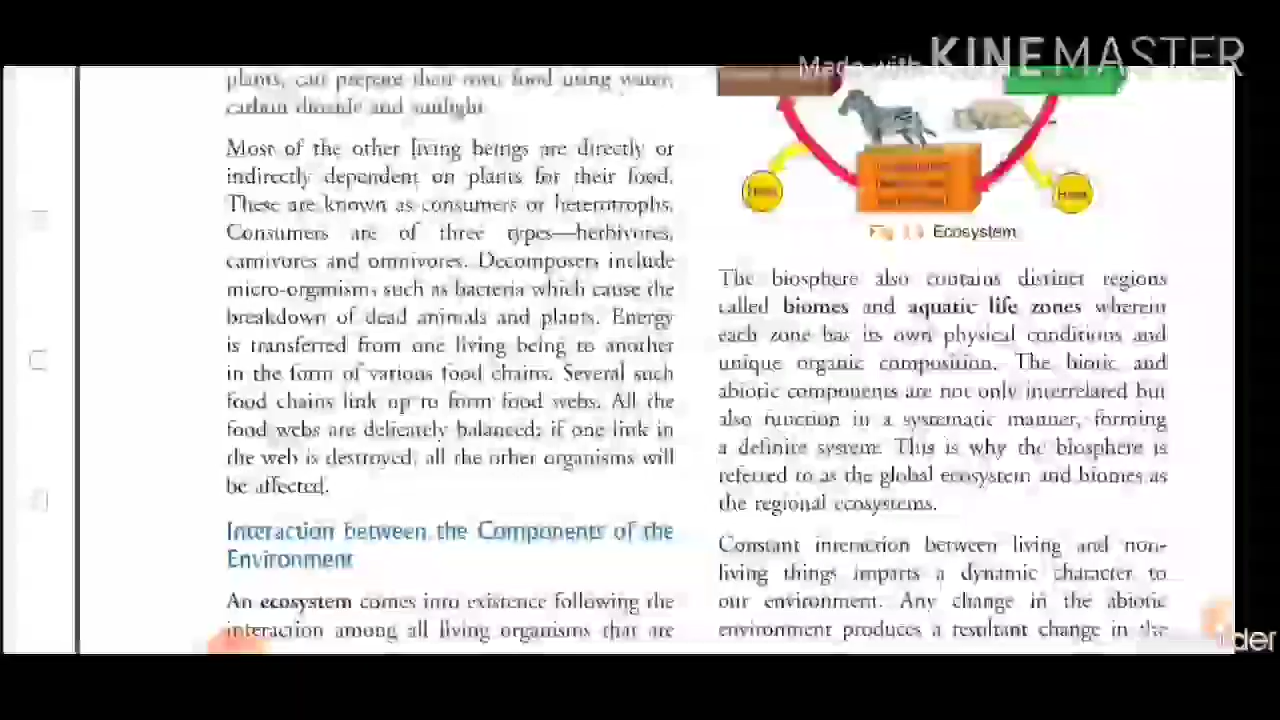 Made with KINEMASTER
plants, can prepare their own food using water,
carbon dioxide and sunlight.
Most of the other living beings are directly or
indirectly dependent on plants for their food.
These are known as consumers or heterotrophs.
Consumers are of three types—herbivores,
carnivores and omnivores. Decomposers include
micro-organisms such as bacteria which cause the
breakdown of dead animals and plants. Energy
is transferred from one living being to another
in the form of various food chains. Several such
food chains link up to form food webs. All the
food webs are delicately balanced; if one link in
the web is destroyed, all the other organisms will
be affected.
Interaction between the Components of the
Environment
An ecosystem comes into existence following the
interaction among all living organisms that are
Heat
Heat
Fig. Ecosystem
The biosphere also contains distinct regions
called biomes and aquatic life zones wherein
each zone has its own physical conditions and
unique organic composition. The biotic and
abiotic components are not only interrelated but
also function in a systematic manner, forming
a definite system. This is why the biosphere is
referred to as the global ecosystem and biomes as
the regional ecosystems.
Constant interaction between living and non-
living things imparts a dynamic character to
our environment. Any change in the abiotic
environment produces a resultant change in the
der